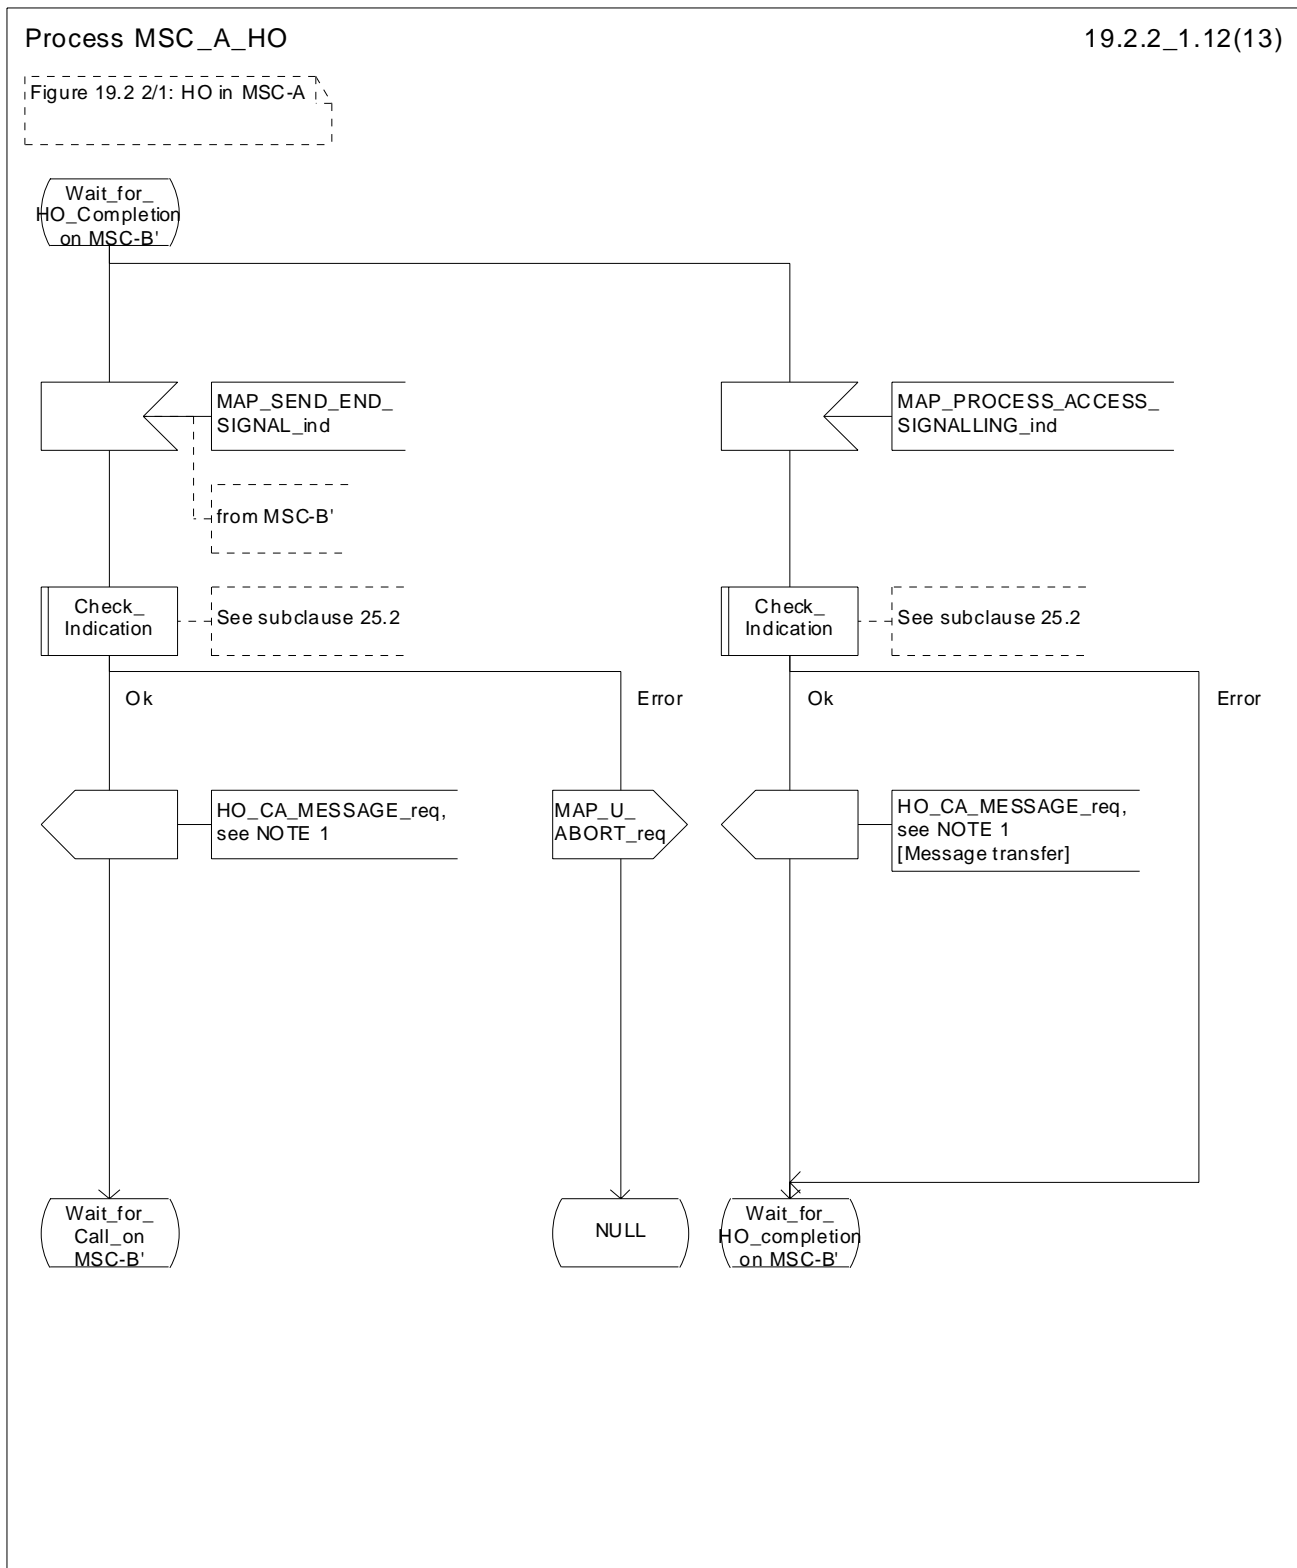 Process MSC_A_HO
19.2.2_1.12(13)
Figure 19.2 2/1: HO in MSC-A
Wait_for_
HO_Completion
on MSC-B'
MAP_SEND_END_
SIGNAL_ind
MAP_PROCESS_ACCESS_
SIGNALLING_ind
from MSC-B'
Check_
Indication
See subclause 25.2
Check_
Indication
See subclause 25.2
Ok
Error
Ok
Error
HO_CA_MESSAGE_req,
see NOTE 1
MAP_U_
ABORT_req
HO_CA_MESSAGE_req,
see NOTE 1
[Message transfer]
Wait_for_
Call_on
MSC-B'
NULL
Wait_for_
HO_completion
on MSC-B'